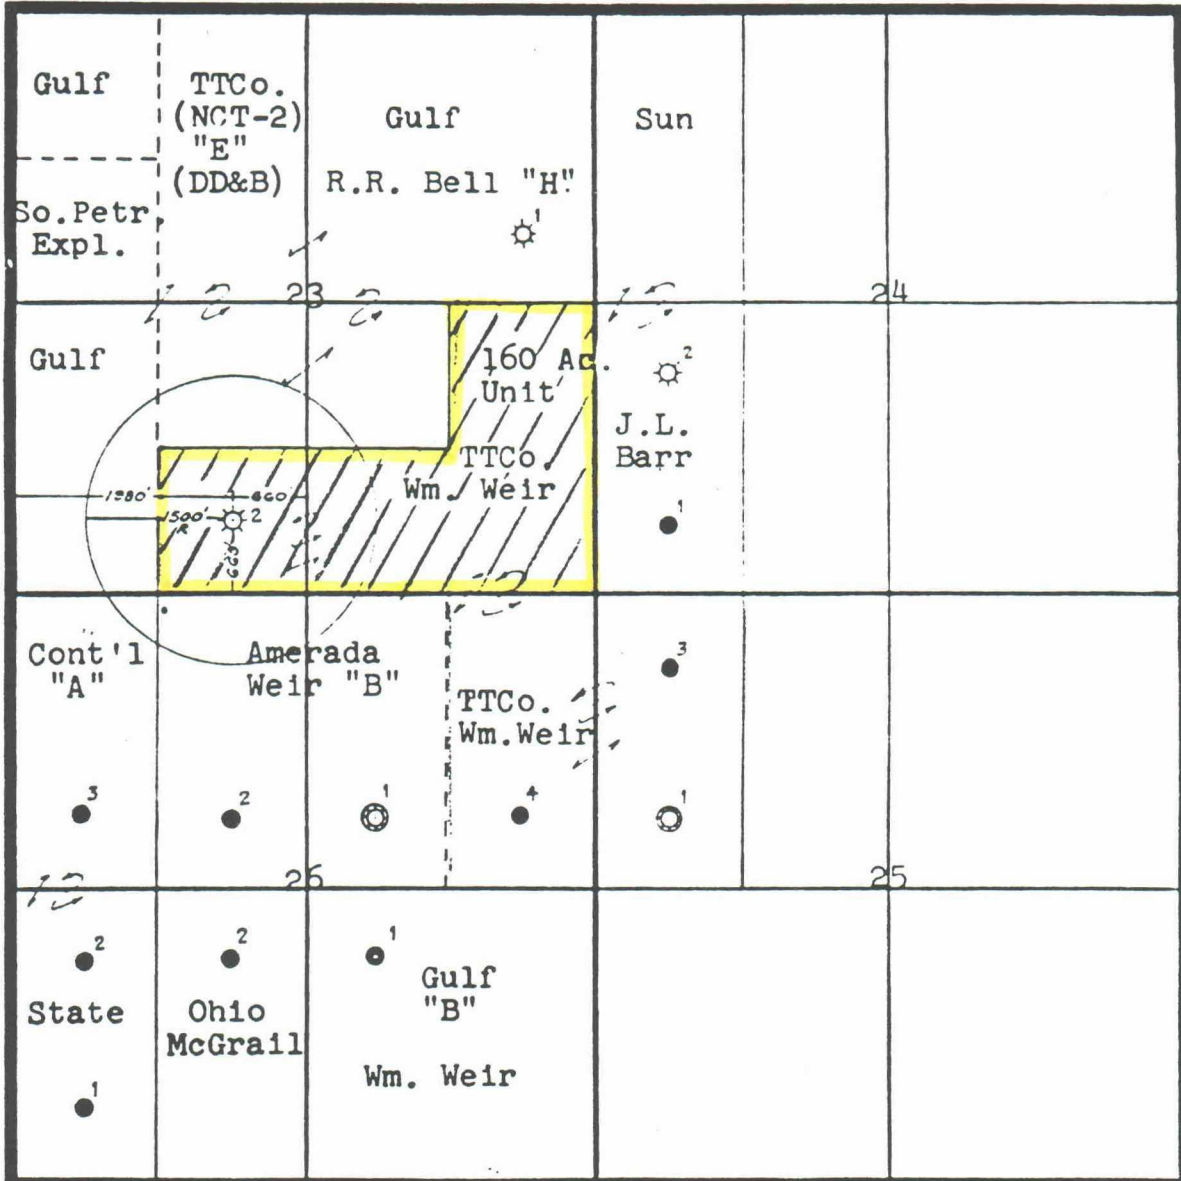 Gulf
TTCo.
(NCT-2)
"E"
(DD&B)
Gulf
R.R. Bell "H"
1
Sun
So.Petr.
Expl.
23
24
Gulf
160 Ac.
Unit
TTCo.
Wm. Weir
2
J.L.
Barr
1
1980'
660'
1500'
R
2
660'
Cont'l
"A"
Amerada
Weir "B"
TTCo.
Wm.Weir
3
3
2
1
4
1
26
25
2
2
1
State
Ohio
McGrail
Gulf
"B"
Wm. Weir
1